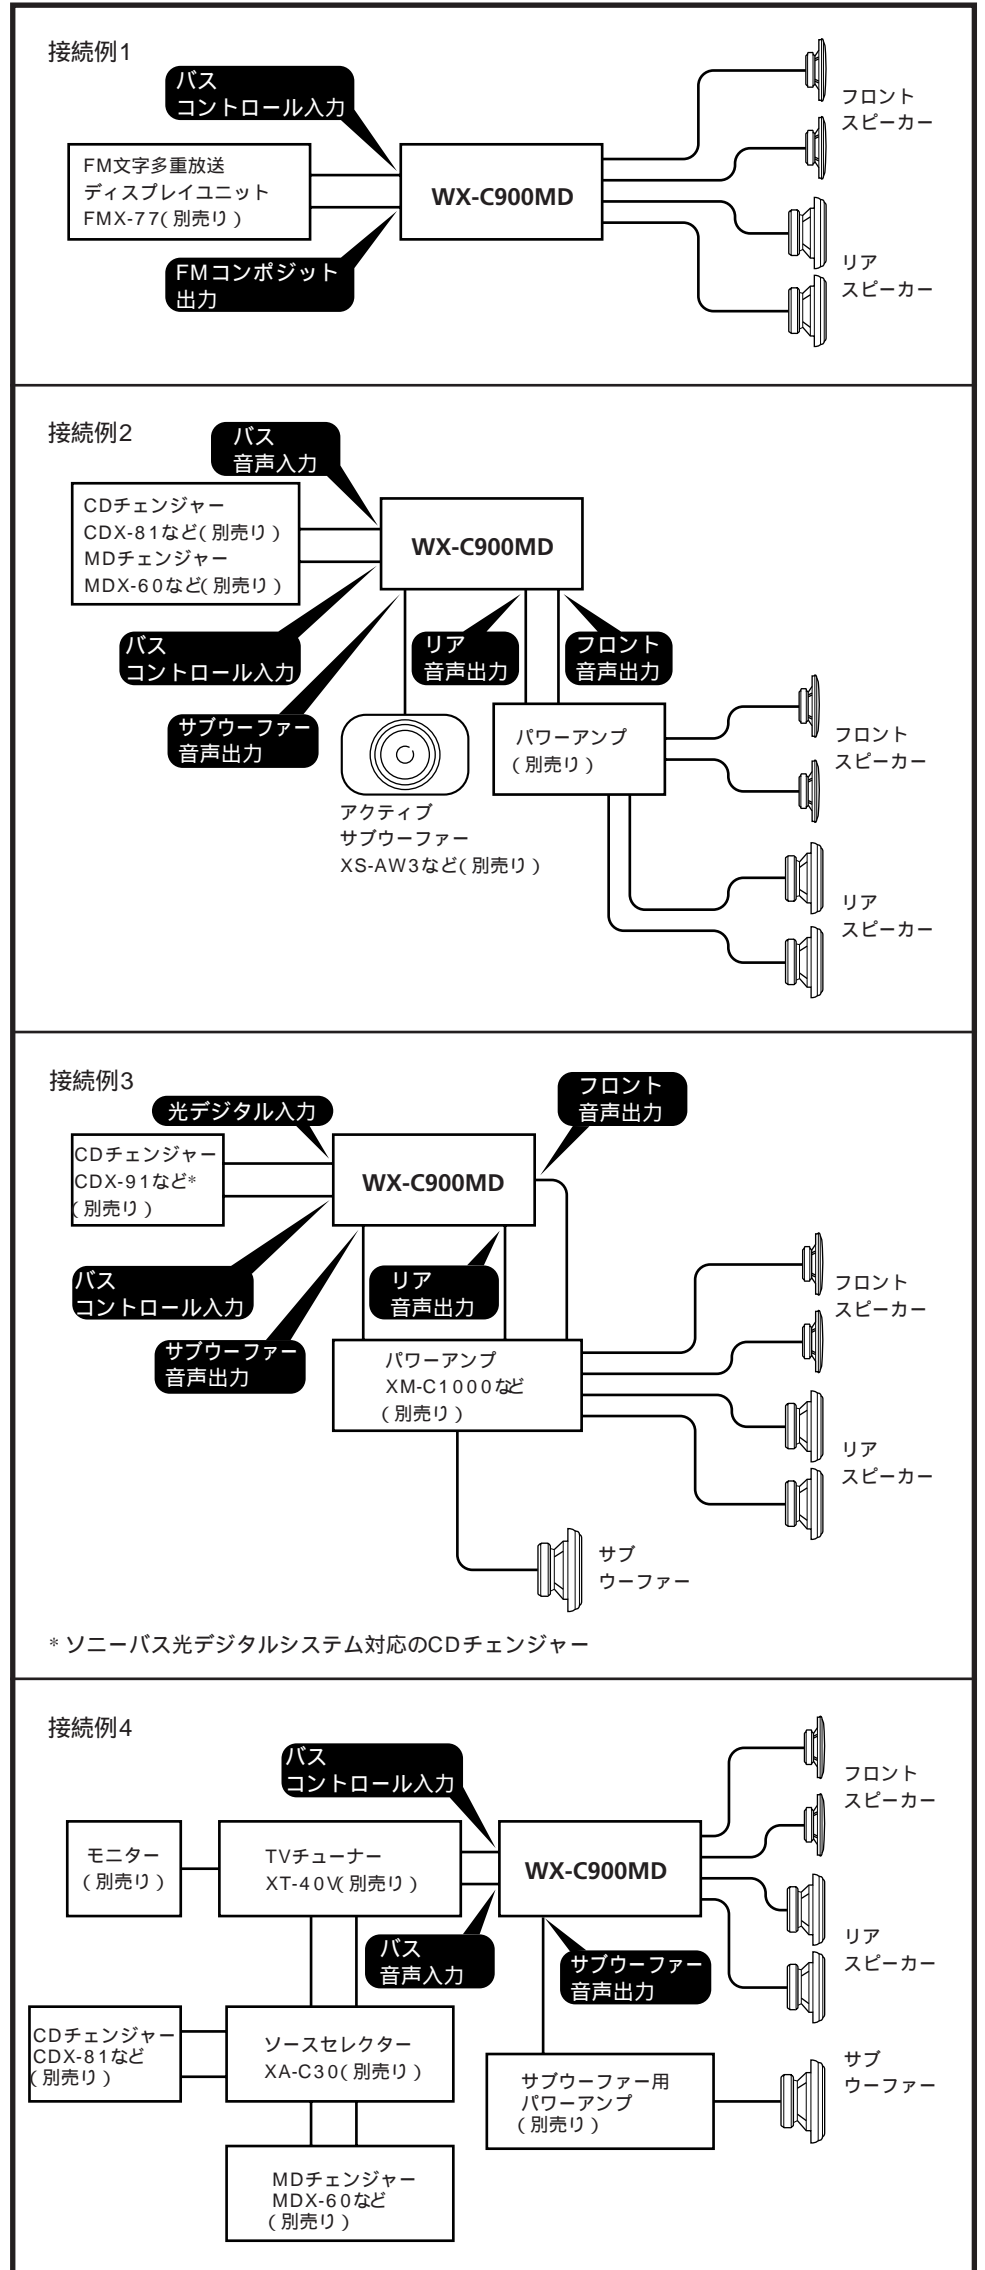 接続例1
バス
コントロール入力
FM文字多重放送
ディスプレイユニット
FMX-77(別売り)
WX-C900MD
FMコンポジット
出力
フロント
スピーカー
リア
スピーカー
接続例2
バス
音声入力
CDチェンジャー
CDX-81など(別売り)
MDチェンジャー
MDX-60など(別売り)
WX-C900MD
バス
コントロール入力
リア
音声出力
フロント
音声出力
サブウーファー
音声出力
パワーアンプ
(別売り)
フロント
スピーカー
アクティブ
サブウーファー
XS-AW3など(別売り)
リア
スピーカー
接続例3
フロント
音声出力
光デジタル入力
CDチェンジャー
CDX-91など*
(別売り)
WX-C900MD
バス
コントロール入力
リア
音声出力
サブウーファー
音声出力
パワーアンプ
XM-C1000など
(別売り)
フロント
スピーカー
リア
スピーカー
サブ
ウーファー
* ソニーバス光デジタルシステム対応のCDチェンジャー
接続例4
バス
コントロール入力
モニター
(別売り)
TVチューナー
XT-40V(別売り)
WX-C900MD
フロント
スピーカー
バス
音声入力
サブウーファー
音声出力
リア
スピーカー
CDチェンジャー
CDX-81など
(別売り)
ソースセレクター
XA-C30(別売り)
サブウーファー用
パワーアンプ
(別売り)
サブ
ウーファー
MDチェンジャー
MDX-60など
(別売り)